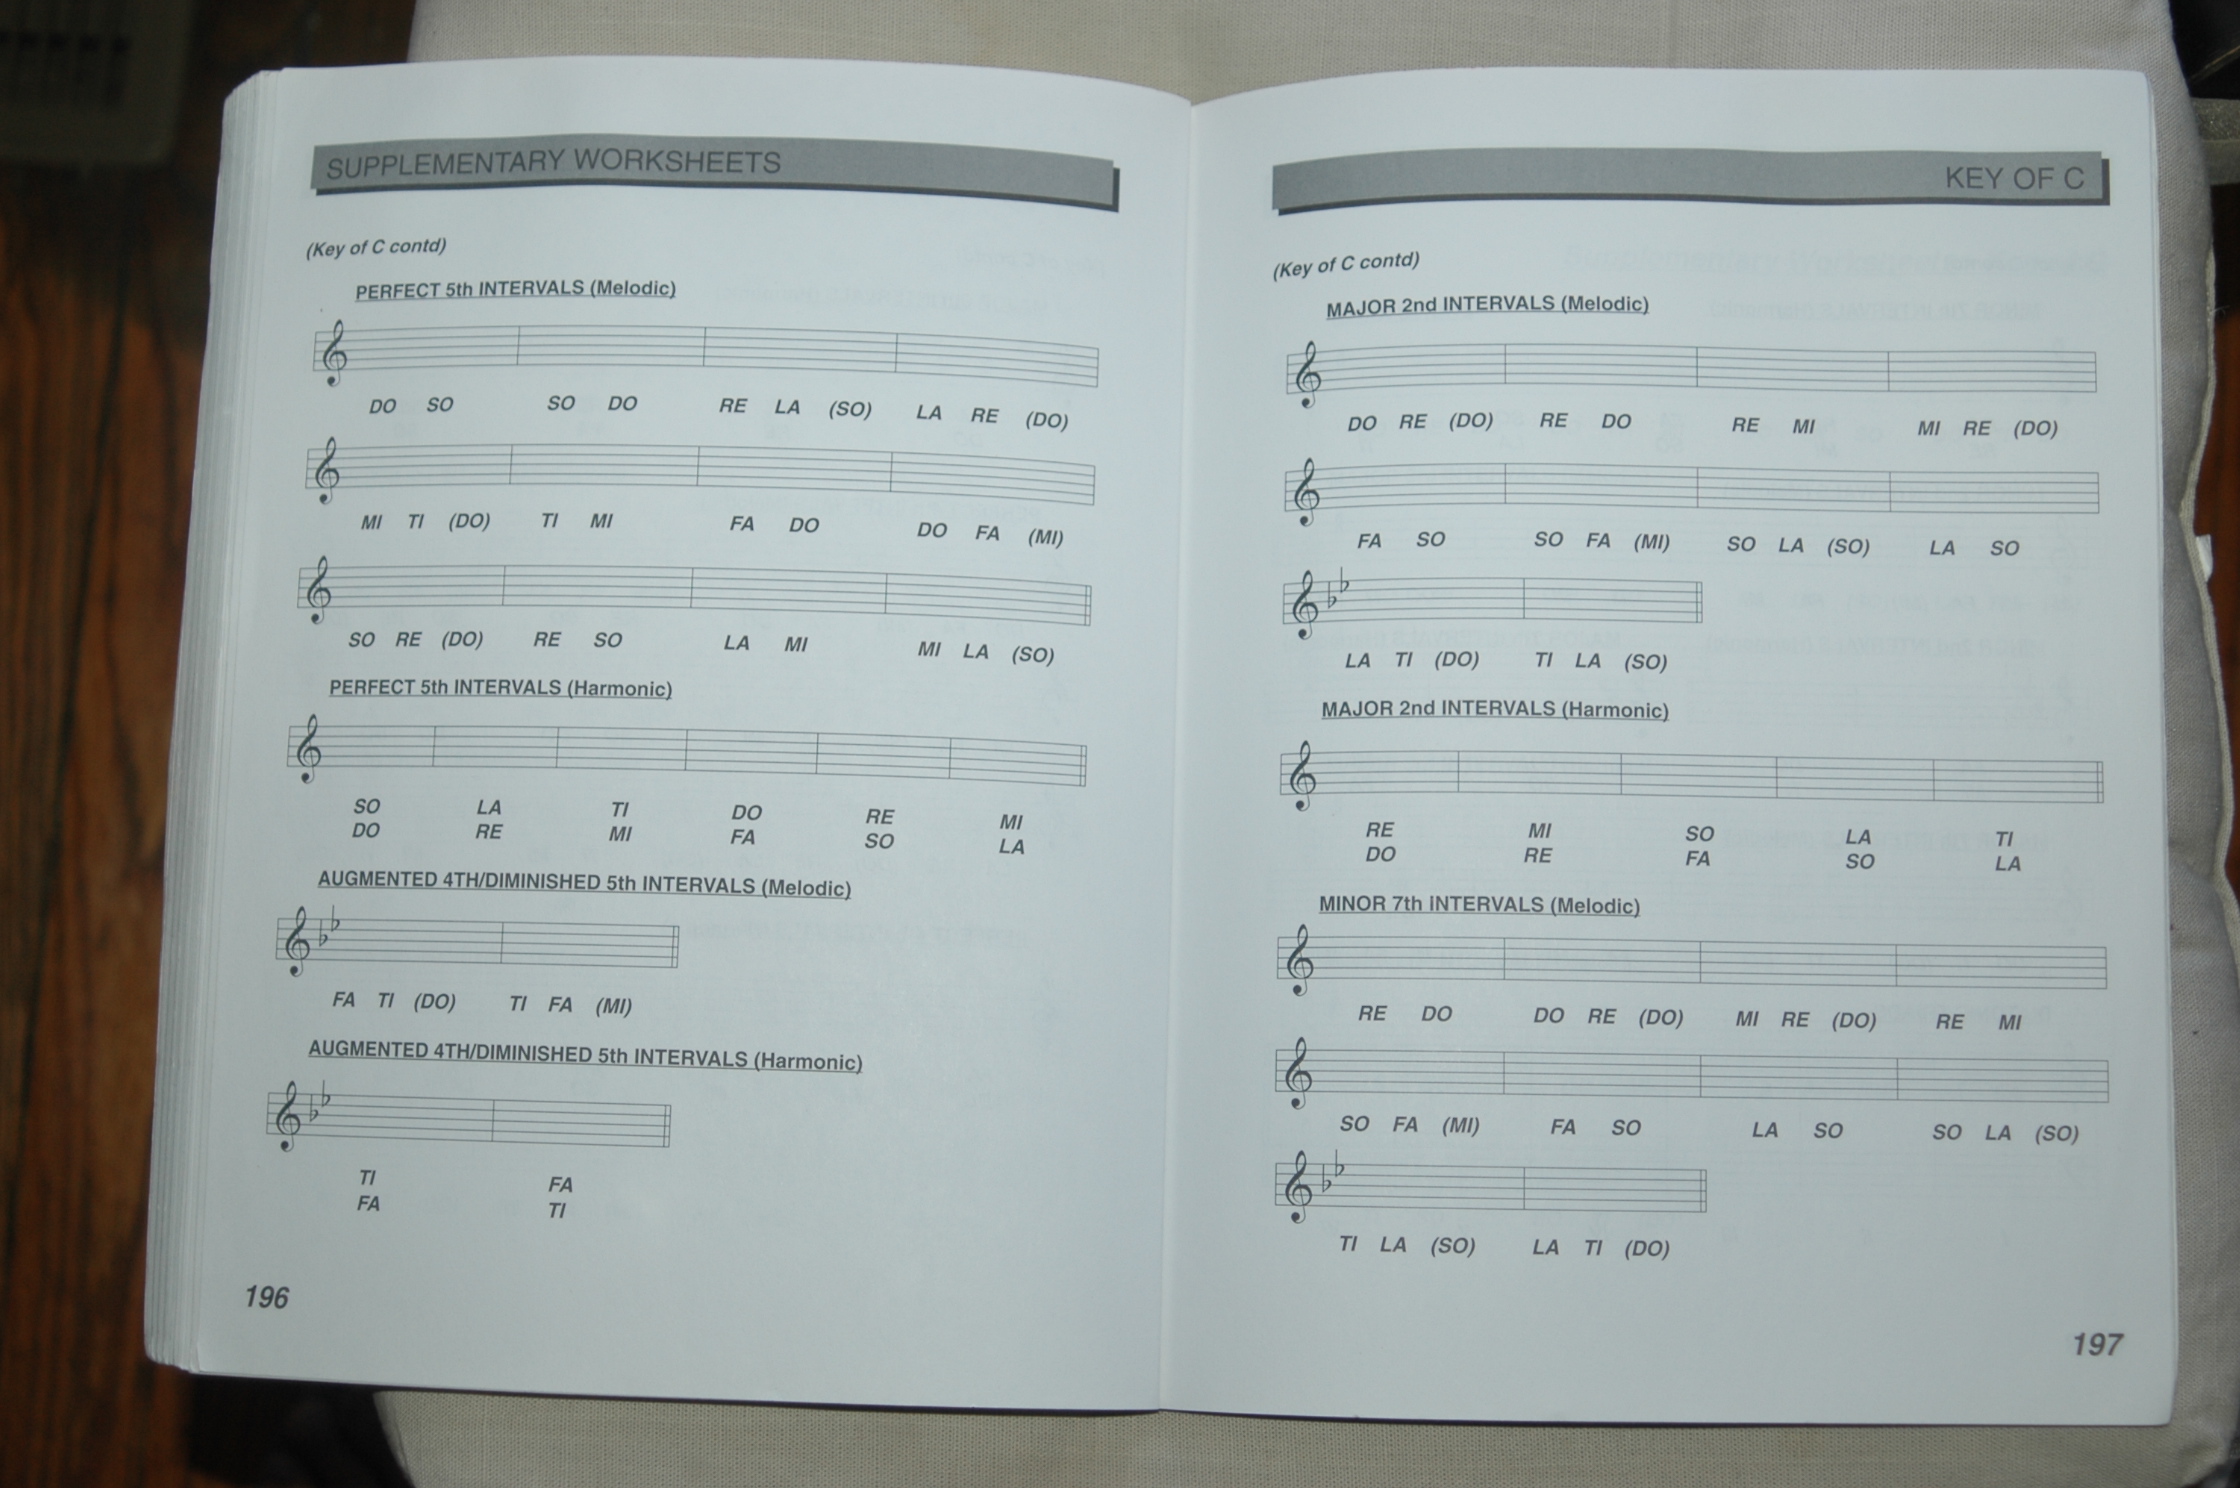 SUPPLEMENTARY WORKSHEETS
(Key of C contd)
PERFECT 5th INTERVALS (Melodic)
DO SO SO DO RE LA (SO) LA RE (DO)
MI TI (DO) TI MI FA DO DO FA (MI)
SO RE (DO) RE SO LA MI MI LA (SO)
PERFECT 5th INTERVALS (Harmonic)
SO LA TI DO RE MI
DO RE MI FA SO LA
AUGMENTED 4TH/DIMINISHED 5th INTERVALS (Melodic)
FA TI (DO) TI FA (MI)
AUGMENTED 4TH/DIMINISHED 5th INTERVALS (Harmonic)
TI FA
FA TI
196
KEY OF C
(Key of C contd)
MAJOR 2nd INTERVALS (Melodic)
DO RE (DO) RE DO RE MI MI RE (DO)
FA SO SO FA (MI) SO LA (SO) LA SO
LA TI (DO) TI LA (SO)
MAJOR 2nd INTERVALS (Harmonic)
RE MI SO LA TI
DO RE FA SO LA
MINOR 7th INTERVALS (Melodic)
RE DO DO RE (DO) MI RE (DO) RE MI
SO FA (MI) FA SO LA SO SO LA (SO)
TI LA (SO) LA TI (DO)
197